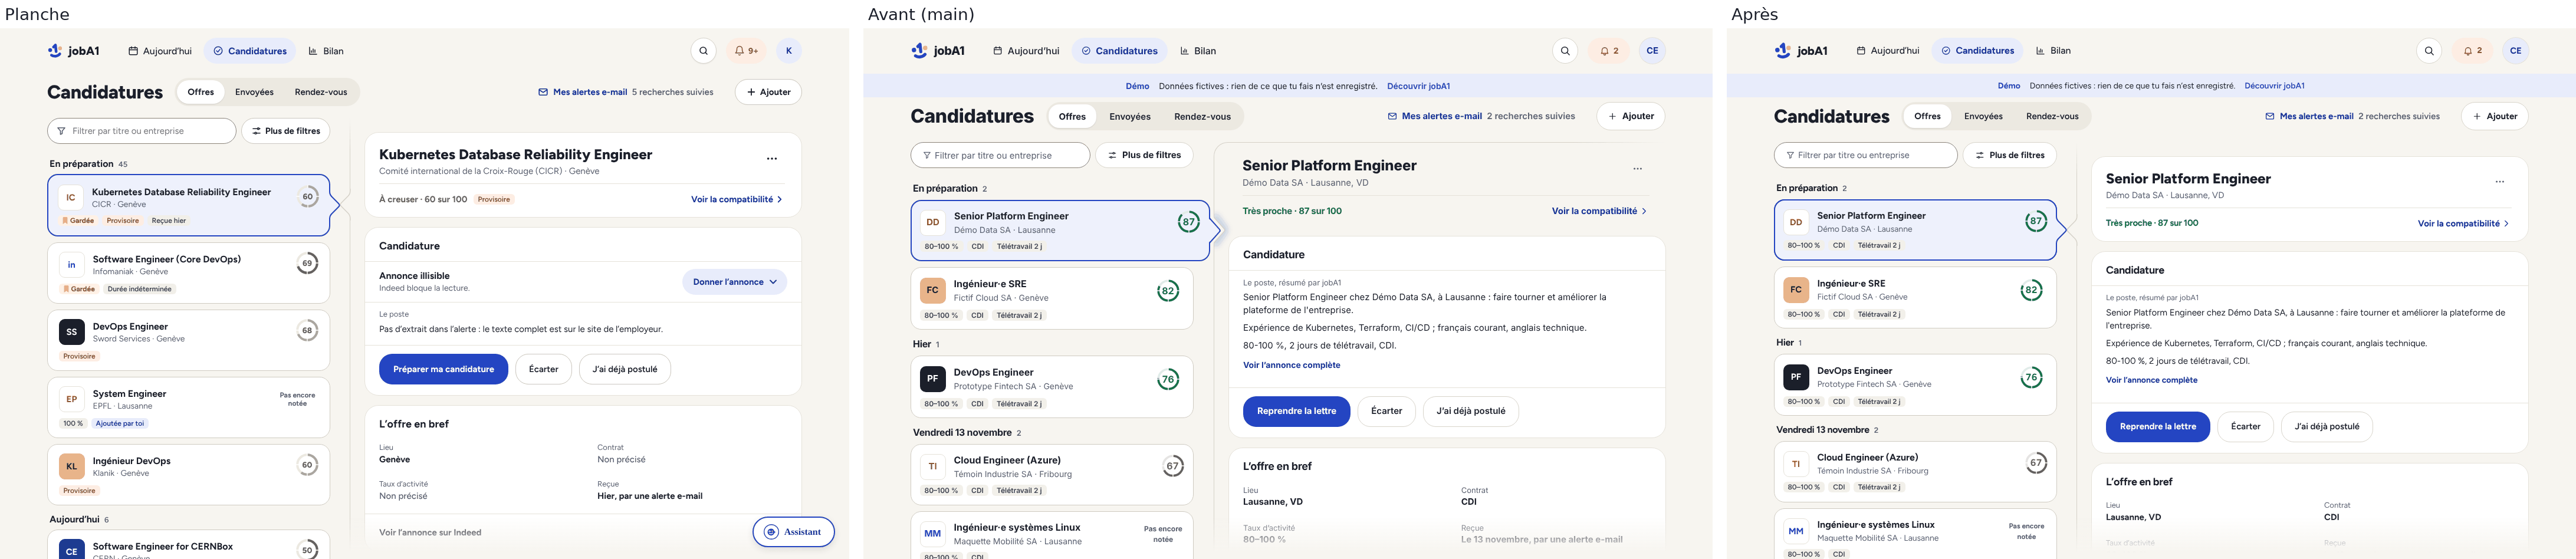 Planche
jobA1
Aujourd'hui
Candidatures
Bilan
9+
K
Candidatures
Offres
Envoyées
Rendez-vous
Mes alertes e-mail 5 recherches suivies
Ajouter
Filtrer par titre ou entreprise
Plus de filtres
En préparation 45
IC
Kubernetes Database Reliability Engineer
CICR · Genève
60
Gardée
Provisoire
Reçue hier
in
Software Engineer (Core DevOps)
Infomaniak · Genève
69
Gardée
Durée indéterminée
SS
DevOps Engineer
Sword Services · Genève
68
Provisoire
EP
System Engineer
EPFL · Lausanne
Pas encore
notée
100 %
Ajoutée par toi
KL
Ingénieur DevOps
Klanik · Genève
60
Provisoire
Aujourd'hui 6
CE
Software Engineer for CERNBox
CERN · Genève
50
Kubernetes Database Reliability Engineer
Comité international de la Croix-Rouge (CICR) · Genève
À creuser · 60 sur 100
Provisoire
Voir la compatibilité
Candidature
Annonce illisible
Indeed bloque la lecture.
Donner l'annonce
Le poste
Pas d'extrait dans l'alerte : le texte complet est sur le site de l'employeur.
Préparer ma candidature
Écarter
J'ai déjà postulé
L'offre en bref
Lieu
Genève
Contrat
Non précisé
Taux d'activité
Non précisé
Reçue
Hier, par une alerte e-mail
Voir l'annonce sur Indeed
Assistant
Avant (main)
jobA1
Aujourd'hui
Candidatures
Bilan
2
CE
Démo Données fictives : rien de ce que tu fais n'est enregistré. Découvrir jobA1
Candidatures
Offres
Envoyées
Rendez-vous
Mes alertes e-mail 2 recherches suivies
Ajouter
Filtrer par titre ou entreprise
Plus de filtres
En préparation 2
DD
Senior Platform Engineer
Démo Data SA · Lausanne
87
80–100 %
CDI
Télétravail 2 j
FC
Ingénieur·e SRE
Fictif Cloud SA · Genève
82
80–100 %
CDI
Télétravail 2 j
Hier 1
PF
DevOps Engineer
Prototype Fintech SA · Genève
76
80–100 %
CDI
Télétravail 2 j
Vendredi 13 novembre 2
TI
Cloud Engineer (Azure)
Témoin Industrie SA · Fribourg
67
80–100 %
CDI
Télétravail 2 j
MM
Ingénieur·e systèmes Linux
Maquette Mobilité SA · Lausanne
Pas encore
notée
80–100 %
CDI
Senior Platform Engineer
Démo Data SA · Lausanne, VD
Très proche · 87 sur 100
Voir la compatibilité
Candidature
Le poste, résumé par jobA1
Senior Platform Engineer chez Démo Data SA, à Lausanne : faire tourner et améliorer la
plateforme de l'entreprise.
Expérience de Kubernetes, Terraform, CI/CD ; français courant, anglais technique.
80-100 %, 2 jours de télétravail, CDI.
Voir l'annonce complète
Reprendre la lettre
Écarter
J'ai déjà postulé
L'offre en bref
Lieu
Lausanne, VD
Contrat
CDI
Taux d'activité
80–100 %
Reçue
Le 13 novembre, par une alerte e-mail
Après
jobA1
Aujourd'hui
Candidatures
Bilan
2
CE
Démo Données fictives : rien de ce que tu fais n'est enregistré. Découvrir jobA1
Candidatures
Offres
Envoyées
Rendez-vous
Mes alertes e-mail 2 recherches suivies
Ajouter
Filtrer par titre ou entreprise
Plus de filtres
En préparation 2
DD
Senior Platform Engineer
Démo Data SA · Lausanne
87
80–100 %
CDI
Télétravail 2 j
FC
Ingénieur·e SRE
Fictif Cloud SA · Genève
82
80–100 %
CDI
Télétravail 2 j
Hier 1
PF
DevOps Engineer
Prototype Fintech SA · Genève
76
80–100 %
CDI
Télétravail 2 j
Vendredi 13 novembre 2
TI
Cloud Engineer (Azure)
Témoin Industrie SA · Fribourg
67
80–100 %
CDI
Télétravail 2 j
MM
Ingénieur·e systèmes Linux
Maquette Mobilité SA · Lausanne
Pas encore
notée
80–100 %
CDI
Senior Platform Engineer
Démo Data SA · Lausanne, VD
Très proche · 87 sur 100
Voir la compatibilité
Candidature
Le poste, résumé par jobA1
Senior Platform Engineer chez Démo Data SA, à Lausanne : faire tourner et améliorer la plateforme de
l'entreprise.
Expérience de Kubernetes, Terraform, CI/CD ; français courant, anglais technique.
80-100 %, 2 jours de télétravail, CDI.
Voir l'annonce complète
Reprendre la lettre
Écarter
J'ai déjà postulé
L'offre en bref
Lieu
Lausanne, VD
Contrat
CDI
Taux d'activité
Reçue